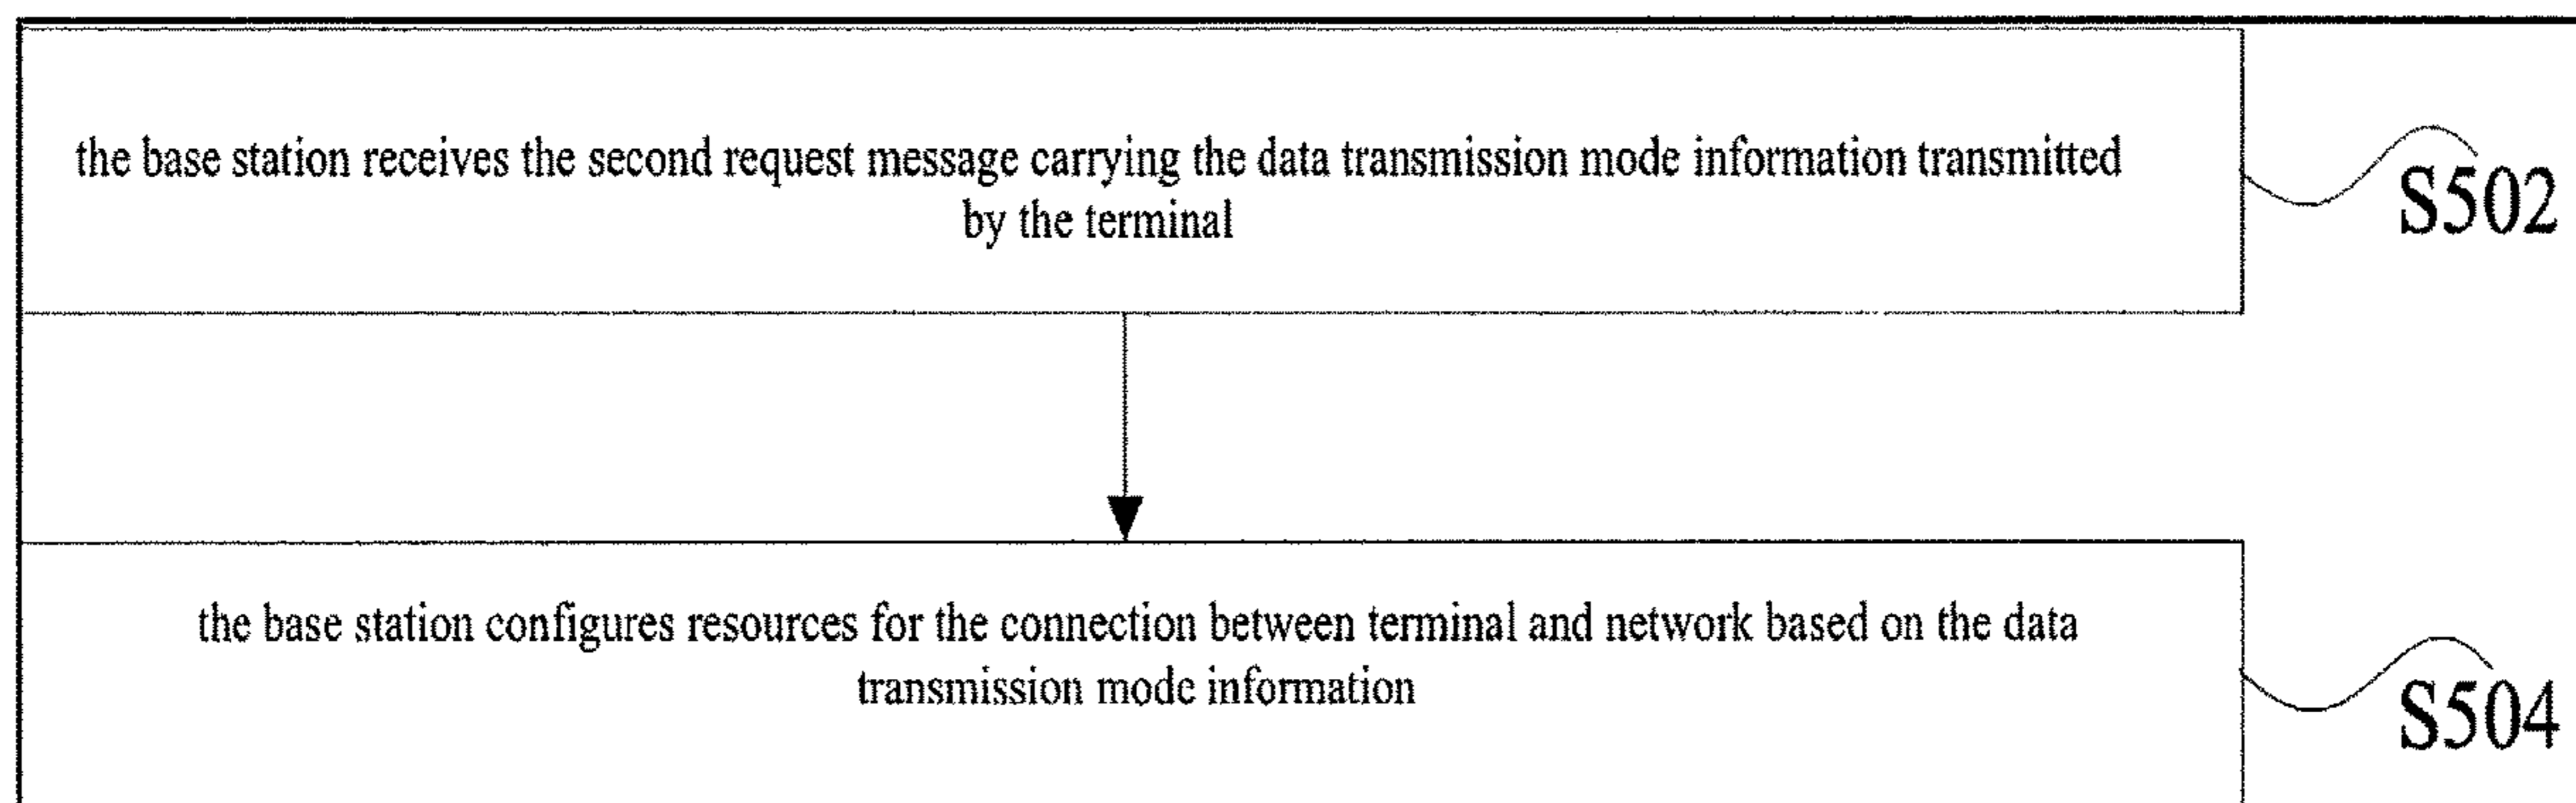 the base station receives the second request message carrying the data transmission mode information transmitted
by the terminal
S502
the base station configures resources for the connection between terminal and network based on the data
transmission mode information
S504